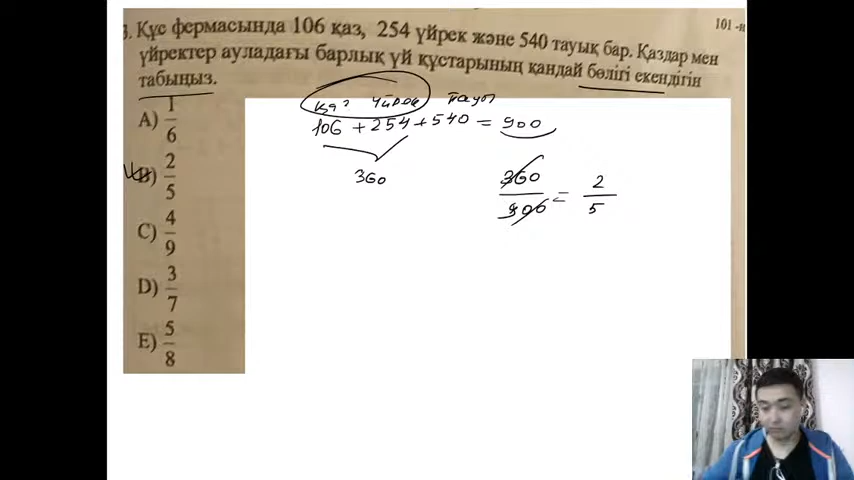 3. Құс фермасында 106 қаз, 254 үйрек және 540 тауық бар. Қаздар мен
үйректер ауладағы барлық үй құстарының қандай бөлігі екендігін
табыңыз.
101 -н
A) 1/6
B) 2/5
C) 4/9
D) 3/7
E) 5/8
қаз үйрек тауы
106 + 254 + 540 = 900
360
360/900 = 2/5